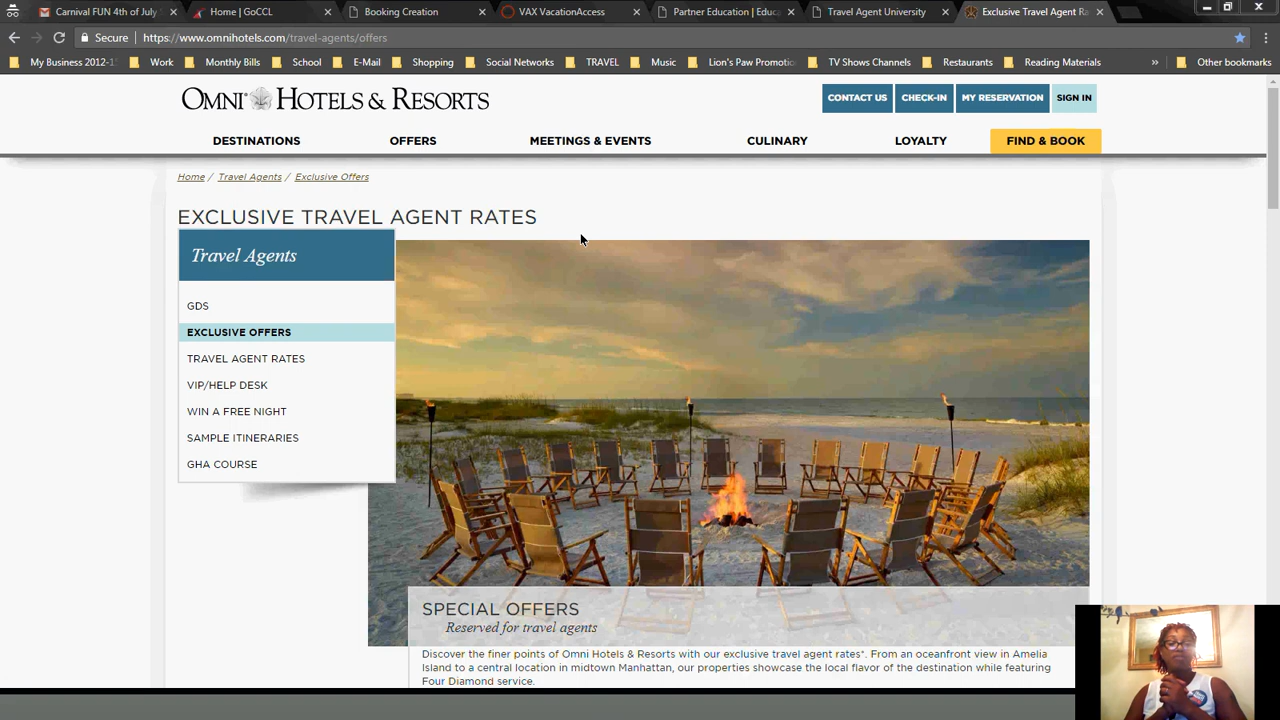 Carnival FUN 4th of July
Home | GoCCL
Booking Creation
VAX VacationAccess
Partner Education | Educ
Travel Agent University
Exclusive Travel Agent Ra
Secure
https://www.omnihotels.com/travel-agents/offers
My Business 2012-1
Work
Monthly Bills
School
E-Mail
Shopping
Social Networks
TRAVEL
Music
Lion's Paw Promotio
TV Shows Channels
Restaurants
Reading Materials
»
Other bookmarks
OMNI HOTELS & RESORTS
CONTACT US
CHECK-IN
MY RESERVATION
SIGN IN
DESTINATIONS
OFFERS
MEETINGS & EVENTS
CULINARY
LOYALTY
FIND & BOOK
Home / Travel Agents / Exclusive Offers
EXCLUSIVE TRAVEL AGENT RATES
Travel Agents
GDS
EXCLUSIVE OFFERS
TRAVEL AGENT RATES
VIP/HELP DESK
WIN A FREE NIGHT
SAMPLE ITINERARIES
GHA COURSE
SPECIAL OFFERS
Reserved for travel agents
Discover the finer points of Omni Hotels & Resorts with our exclusive travel agent rates*. From an oceanfront view in Amelia
Island to a central location in midtown Manhattan, our properties showcase the local flavor of the destination while featuring
Four Diamond service.